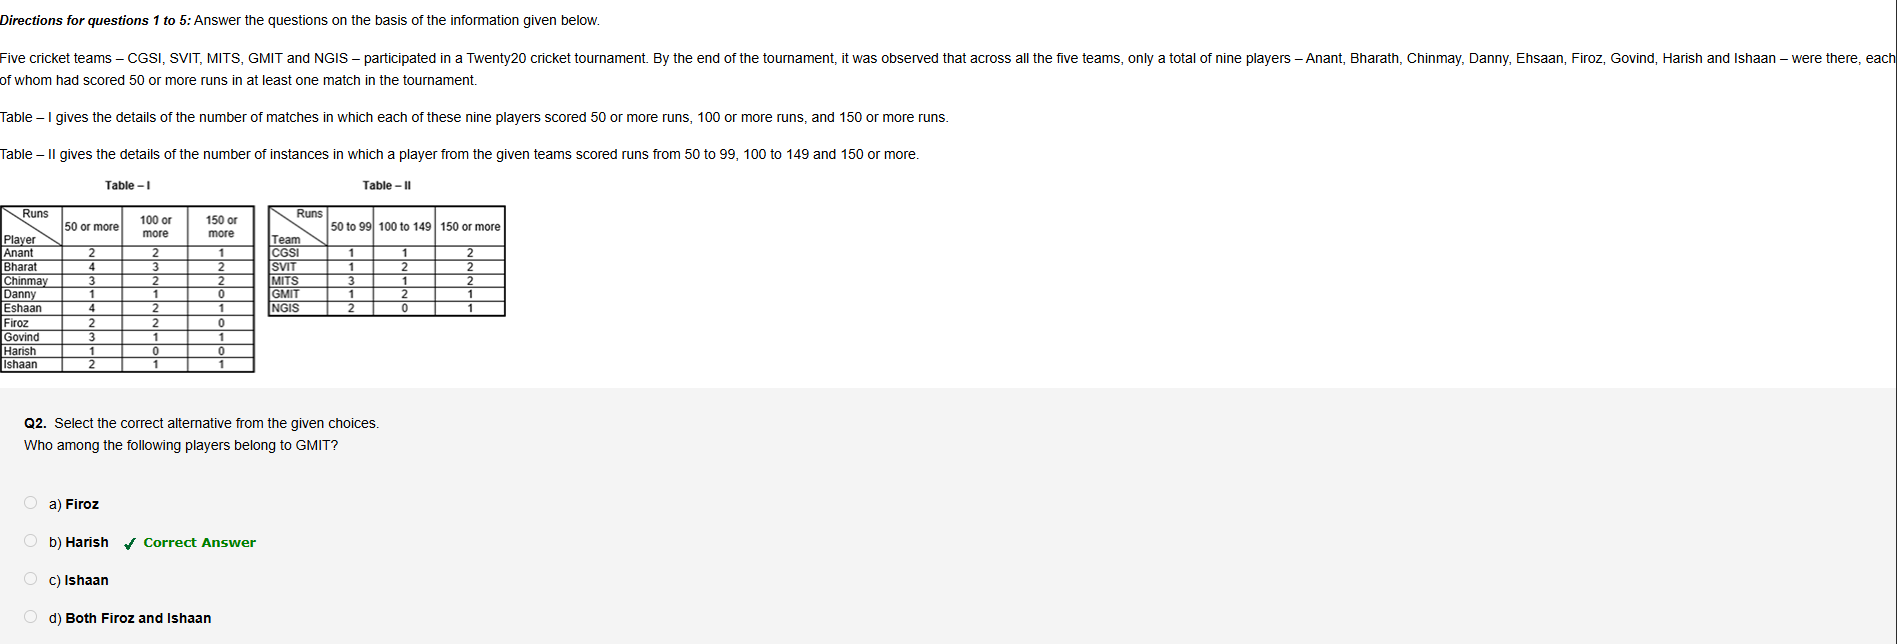 Directions for questions 1 to 5: Answer the questions on the basis of the information given below.
Five cricket teams – CGSI, SVIT, MITS, GMIT and NGIS – participated in a Twenty20 cricket tournament. By the end of the tournament, it was observed that across all the five teams, only a total of nine players – Anant, Bharath, Chinmay, Danny, Ehsaan, Firoz, Govind, Harish and Ishaan – were there, each
of whom had scored 50 or more runs in at least one match in the tournament.
Table – I gives the details of the number of matches in which each of these nine players scored 50 or more runs, 100 or more runs, and 150 or more runs.
Table – II gives the details of the number of instances in which a player from the given teams scored runs from 50 to 99, 100 to 149 and 150 or more.
Table – I
Runs
Player
50 or more
100 or
more
150 or
more
Anant 2 2 1
Bharat 4 3 2
Chinmay 3 2 2
Danny 1 1 0
Eshaan 4 2 1
Firoz 2 2 0
Govind 3 1 1
Harish 1 0 0
Ishaan 2 1 1
Table – II
Runs
Team
50 to 99 100 to 149 150 or more
CGSI 1 1 2
SVIT 1 2 2
MITS 3 1 2
GMIT 1 2 1
NGIS 2 0 1
Q2. Select the correct alternative from the given choices.
Who among the following players belong to GMIT?
a) Firoz
b) Harish ✓ Correct Answer
c) Ishaan
d) Both Firoz and Ishaan